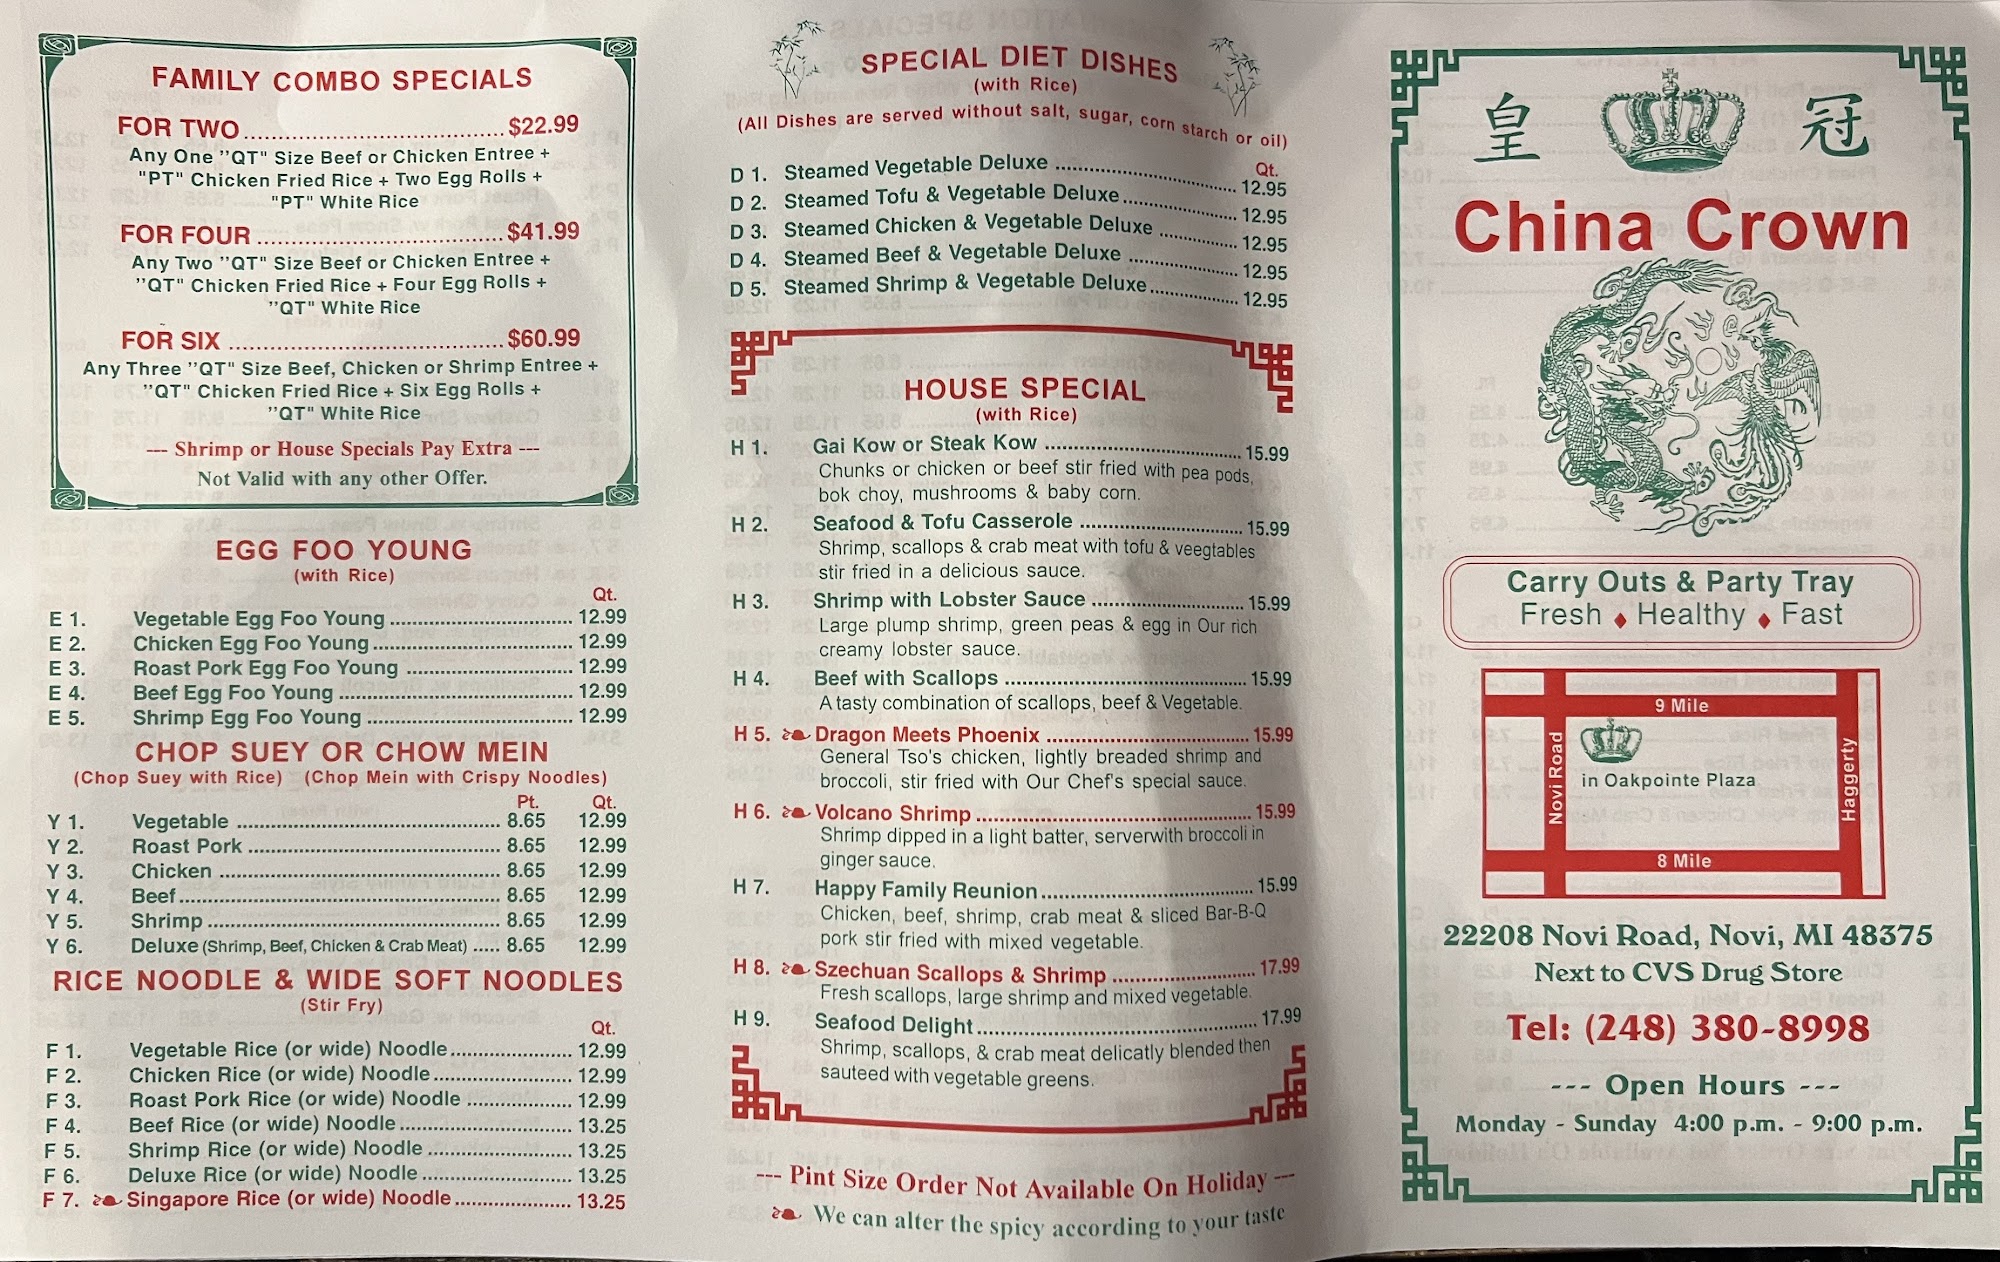 FAMILY COMBO SPECIALS
FOR TWO ................................ $22.99
Any One "QT" Size Beef or Chicken Entree +
"PT" Chicken Fried Rice + Two Egg Rolls +
"PT" White Rice
FOR FOUR ................................ $41.99
Any Two "QT" Size Beef or Chicken Entree +
"QT" Chicken Fried Rice + Four Egg Rolls +
"QT" White Rice
FOR SIX ................................ $60.99
Any Three "QT" Size Beef, Chicken or Shrimp Entree +
"QT" Chicken Fried Rice + Six Egg Rolls +
"QT" White Rice
--- Shrimp or House Specials Pay Extra ---
Not Valid with any other Offer.
EGG FOO YOUNG
(with Rice)
Qt.
E 1. Vegetable Egg Foo Young ................ 12.99
E 2. Chicken Egg Foo Young ................ 12.99
E 3. Roast Pork Egg Foo Young ................ 12.99
E 4. Beef Egg Foo Young ................ 12.99
E 5. Shrimp Egg Foo Young ................ 12.99
CHOP SUEY OR CHOW MEIN
(Chop Suey with Rice) (Chop Mein with Crispy Noodles)
Pt. Qt.
Y 1. Vegetable ................ 8.65 12.99
Y 2. Roast Pork ................ 8.65 12.99
Y 3. Chicken ................ 8.65 12.99
Y 4. Beef ................ 8.65 12.99
Y 5. Shrimp ................ 8.65 12.99
Y 6. Deluxe (Shrimp, Beef, Chicken & Crab Meat) ..... 8.65 12.99
RICE NOODLE & WIDE SOFT NOODLES
(Stir Fry)
Qt.
F 1. Vegetable Rice (or wide) Noodle ................ 12.99
F 2. Chicken Rice (or wide) Noodle ................ 12.99
F 3. Roast Pork Rice (or wide) Noodle ................ 12.99
F 4. Beef Rice (or wide) Noodle ................ 13.25
F 5. Shrimp Rice (or wide) Noodle ................ 13.25
F 6. Deluxe Rice (or wide) Noodle ................ 13.25
F 7. Singapore Rice (or wide) Noodle ................ 13.25
SPECIAL DIET DISHES
(with Rice)
(All Dishes are served without salt, sugar, corn starch or oil)
Qt.
D 1. Steamed Vegetable Deluxe ................ 12.95
D 2. Steamed Tofu & Vegetable Deluxe ................ 12.95
D 3. Steamed Chicken & Vegetable Deluxe ................ 12.95
D 4. Steamed Beef & Vegetable Deluxe ................ 12.95
D 5. Steamed Shrimp & Vegetable Deluxe ................ 12.95
HOUSE SPECIAL
(with Rice)
H 1. Gai Kow or Steak Kow ................ 15.99
Chunks or chicken or beef stir fried with pea pods,
bok choy, mushrooms & baby corn.
H 2. Seafood & Tofu Casserole ................ 15.99
Shrimp, scallops & crab meat with tofu & veegtables
stir fried in a delicious sauce.
H 3. Shrimp with Lobster Sauce ................ 15.99
Large plump shrimp, green peas & egg in Our rich
creamy lobster sauce.
H 4. Beef with Scallops ................ 15.99
A tasty combination of scallops, beef & Vegetable.
H 5. Dragon Meets Phoenix ................ 15.99
General Tso's chicken, lightly breaded shrimp and
broccoli, stir fried with Our Chef's special sauce.
H 6. Volcano Shrimp ................ 15.99
Shrimp dipped in a light batter, serverwith broccoli in
ginger sauce.
H 7. Happy Family Reunion ................ 15.99
Chicken, beef, shrimp, crab meat & sliced Bar-B-Q
pork stir fried with mixed vegetable.
H 8. Szechuan Scallops & Shrimp ................ 17.99
Fresh scallops, large shrimp and mixed vegetable.
H 9. Seafood Delight ................ 17.99
Shrimp, scallops, & crab meat delicatly blended then
sauteed with vegetable greens.
--- Pint Size Order Not Available On Holiday ---
We can alter the spicy according to your taste
皇 冠
China Crown
Carry Outs & Party Tray
Fresh ♦ Healthy ♦ Fast
9 Mile
Novi Road
in Oakpointe Plaza
Haggerty
8 Mile
22208 Novi Road, Novi, MI 48375
Next to CVS Drug Store
Tel: (248) 380-8998
--- Open Hours ---
Monday - Sunday 4:00 p.m. - 9:00 p.m.